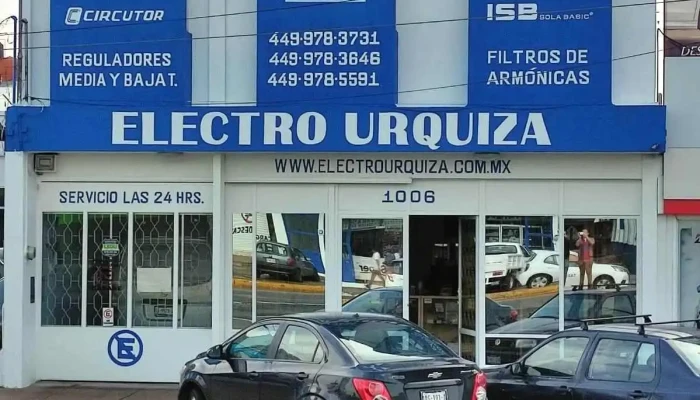 CIRCUTOR
REGULADORES
MEDIA Y BAJA T.
449-978-3731
449-978-3646
449-978-5591
ISB
SOLA BASIC
FILTROS DE
ARMÓNICAS
ELECTRO URQUIZA
WWW.ELECTROURQUIZA.COM.MX
SERVICIO LAS 24 HRS.
1006
E